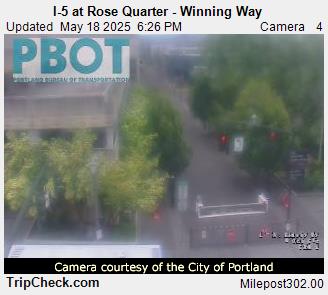 I-5 at Rose Quarter - Winning Way
Updated May 18 2025 6:26 PM Camera 4
PBOT
PORTLAND BUREAU OF TRANSPORTATION
Camera courtesy of the City of Portland
TripCheck.com Milepost302.00